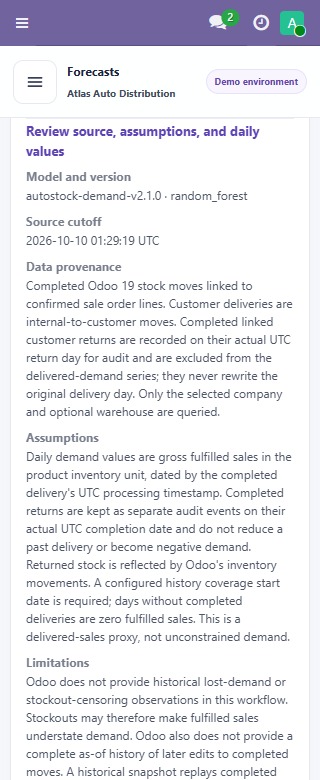 2
A
Forecasts
Atlas Auto Distribution
Demo environment
Review source, assumptions, and daily
values
Model and version
autostock-demand-v2.1.0 · random_forest
Source cutoff
2026-10-10 01:29:19 UTC
Data provenance
Completed Odoo 19 stock moves linked to
confirmed sale order lines. Customer deliveries are
internal-to-customer moves. Completed linked
customer returns are recorded on their actual UTC
return day for audit and are excluded from the
delivered-demand series; they never rewrite the
original delivery day. Only the selected company
and optional warehouse are queried.
Assumptions
Daily demand values are gross fulfilled sales in the
product inventory unit, dated by the completed
delivery's UTC processing timestamp. Completed
returns are kept as separate audit events on their
actual UTC completion date and do not reduce a
past delivery or become negative demand.
Returned stock is reflected by Odoo's inventory
movements. A configured history coverage start
date is required; days without completed
deliveries are zero fulfilled sales. This is a
delivered-sales proxy, not unconstrained demand.
Limitations
Odoo does not provide historical lost-demand or
stockout-censoring observations in this workflow.
Stockouts may therefore make fulfilled sales
understate demand. Odoo also does not provide a
complete as-of history of later edits to completed
moves. A historical snapshot replays completed